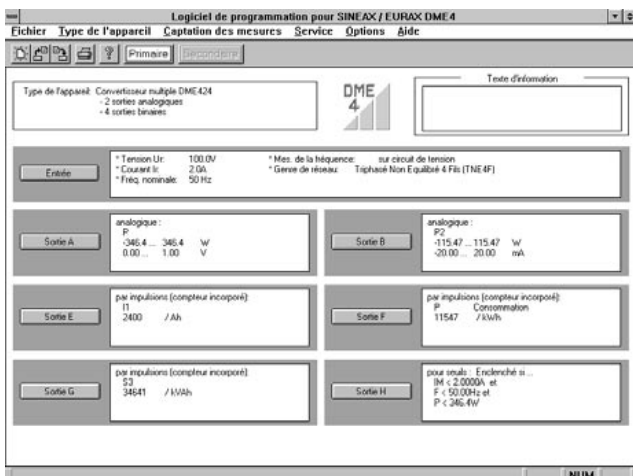 Logiciel de programmation pour SINEAX / EURAX DME4
Fichier Type de l'appareil Captation des mesures Service Options Aide
Primaire Secondaire
Type de l'appareil: Convertisseur multiple DME424
- 2 sorties analogiques
- 4 sorties binaires
DME
4
Texte d'information
Entrée
* Tension Ur: 100.0V * Mes. de la fréquence: sur circuit de tension
* Courant Ir: 2.0A * Genre de réseau: Triphasé Non Equilibré 4 Fils (TNE4F)
* Fréq. nominale: 50 Hz
Sortie A
analogique :
P
-346.4 ... 346.4 W
0.00 ... 1.00 V
Sortie B
analogique :
P2
-115.47 ... 115.47 W
-20.00 ... 20.00 mA
Sortie E
par impulsions (compteur incorporé):
I1
2400 / Ah
Sortie F
par impulsions (compteur incorporé):
P Consommation
11547 / kWh
Sortie G
par impulsions (compteur incorporé):
S3
34641 / kVAh
Sortie H
pour seuils : Enclenché si ...
IM < 2.0000A et
F < 50.00Hz et
P < 346.4W
NUM